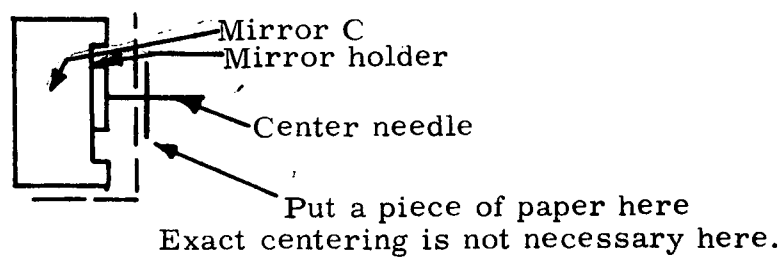 Mirror C
Mirror holder
Center needle
Put a piece of paper here
Exact centering is not necessary here.